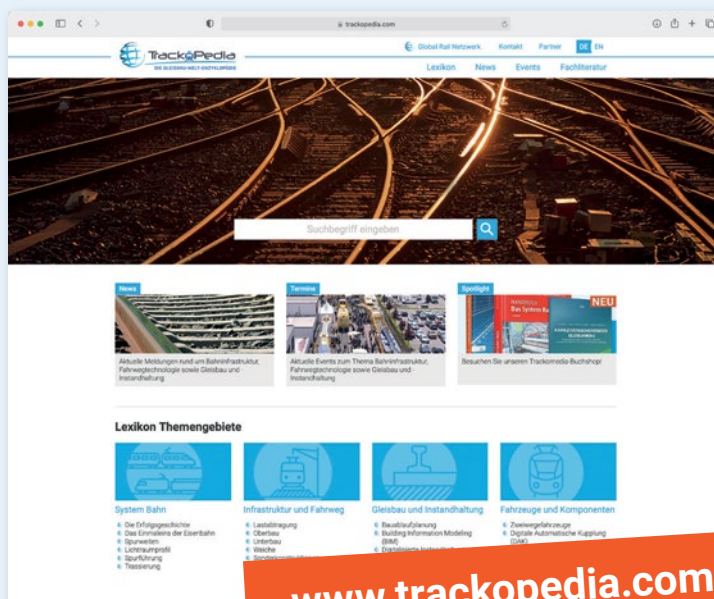 trackopedia.com
Global Rail Netzwerk Kontakt Partner DE EN
TrackoPedia
DIE GLEISBAU-WELT-ENZYKLOPÄDIE
Lexikon News Events Fachliteratur
Suchbegriff eingeben
News
Aktuelle Meldungen rund um Bahninfrastruktur,
Fahrwegtechnologie sowie Gleisbau und -
Instandhaltung
Termine
Aktuelle Events zum Thema Bahninfrastruktur,
Fahrwegtechnologie sowie Gleisbau und -
Instandhaltung
Spotlight
NEU
HANDBUCH
Das System Ba
Besuchen Sie unseren Trackomedia-Buchshop!
Lexikon Themengebiete
System Bahn
Die Erfolgsgeschichte
Das Einmaleins der Eisenbahn
Spurweiten
Lichtraumprofil
Spurführung
Trassierung
Infrastruktur und Fahrweg
Lastabtragung
Oberbau
Unterbau
Weiche
Gleisbau und Instandhaltung
Bauablaufplanung
Building Information Modeling
(BIM)
Fahrzeuge und Komponenten
Zweiwegefahrzeuge
Digitale Automatische Kupplung
(DAK)
www.trackopedia.com